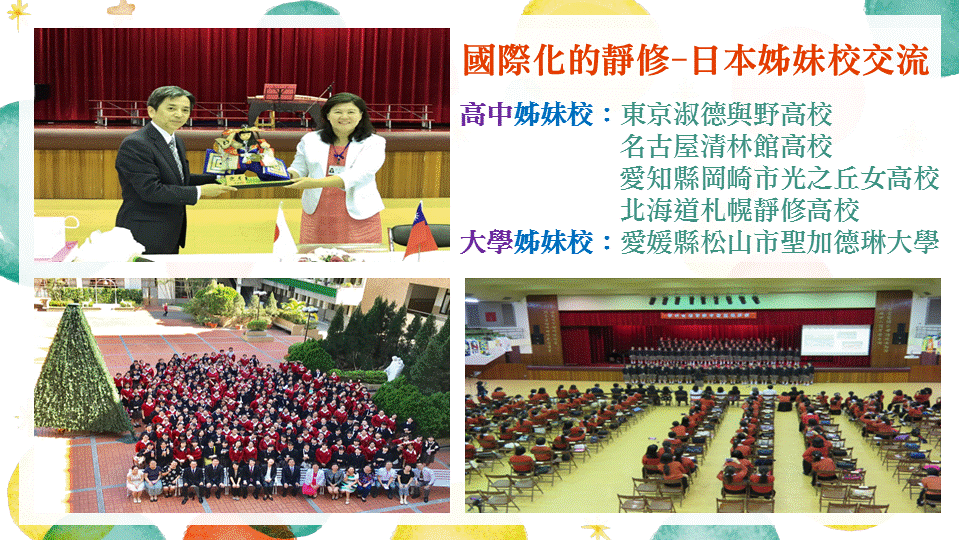 國際化的靜修-日本姊妹校交流
高中姊妹校：東京淑德與野高校
名古屋清林館高校
愛知縣岡崎市光之丘女高校
北海道札幌靜修高校
大學姊妹校：愛媛縣松山市聖加德琳大學